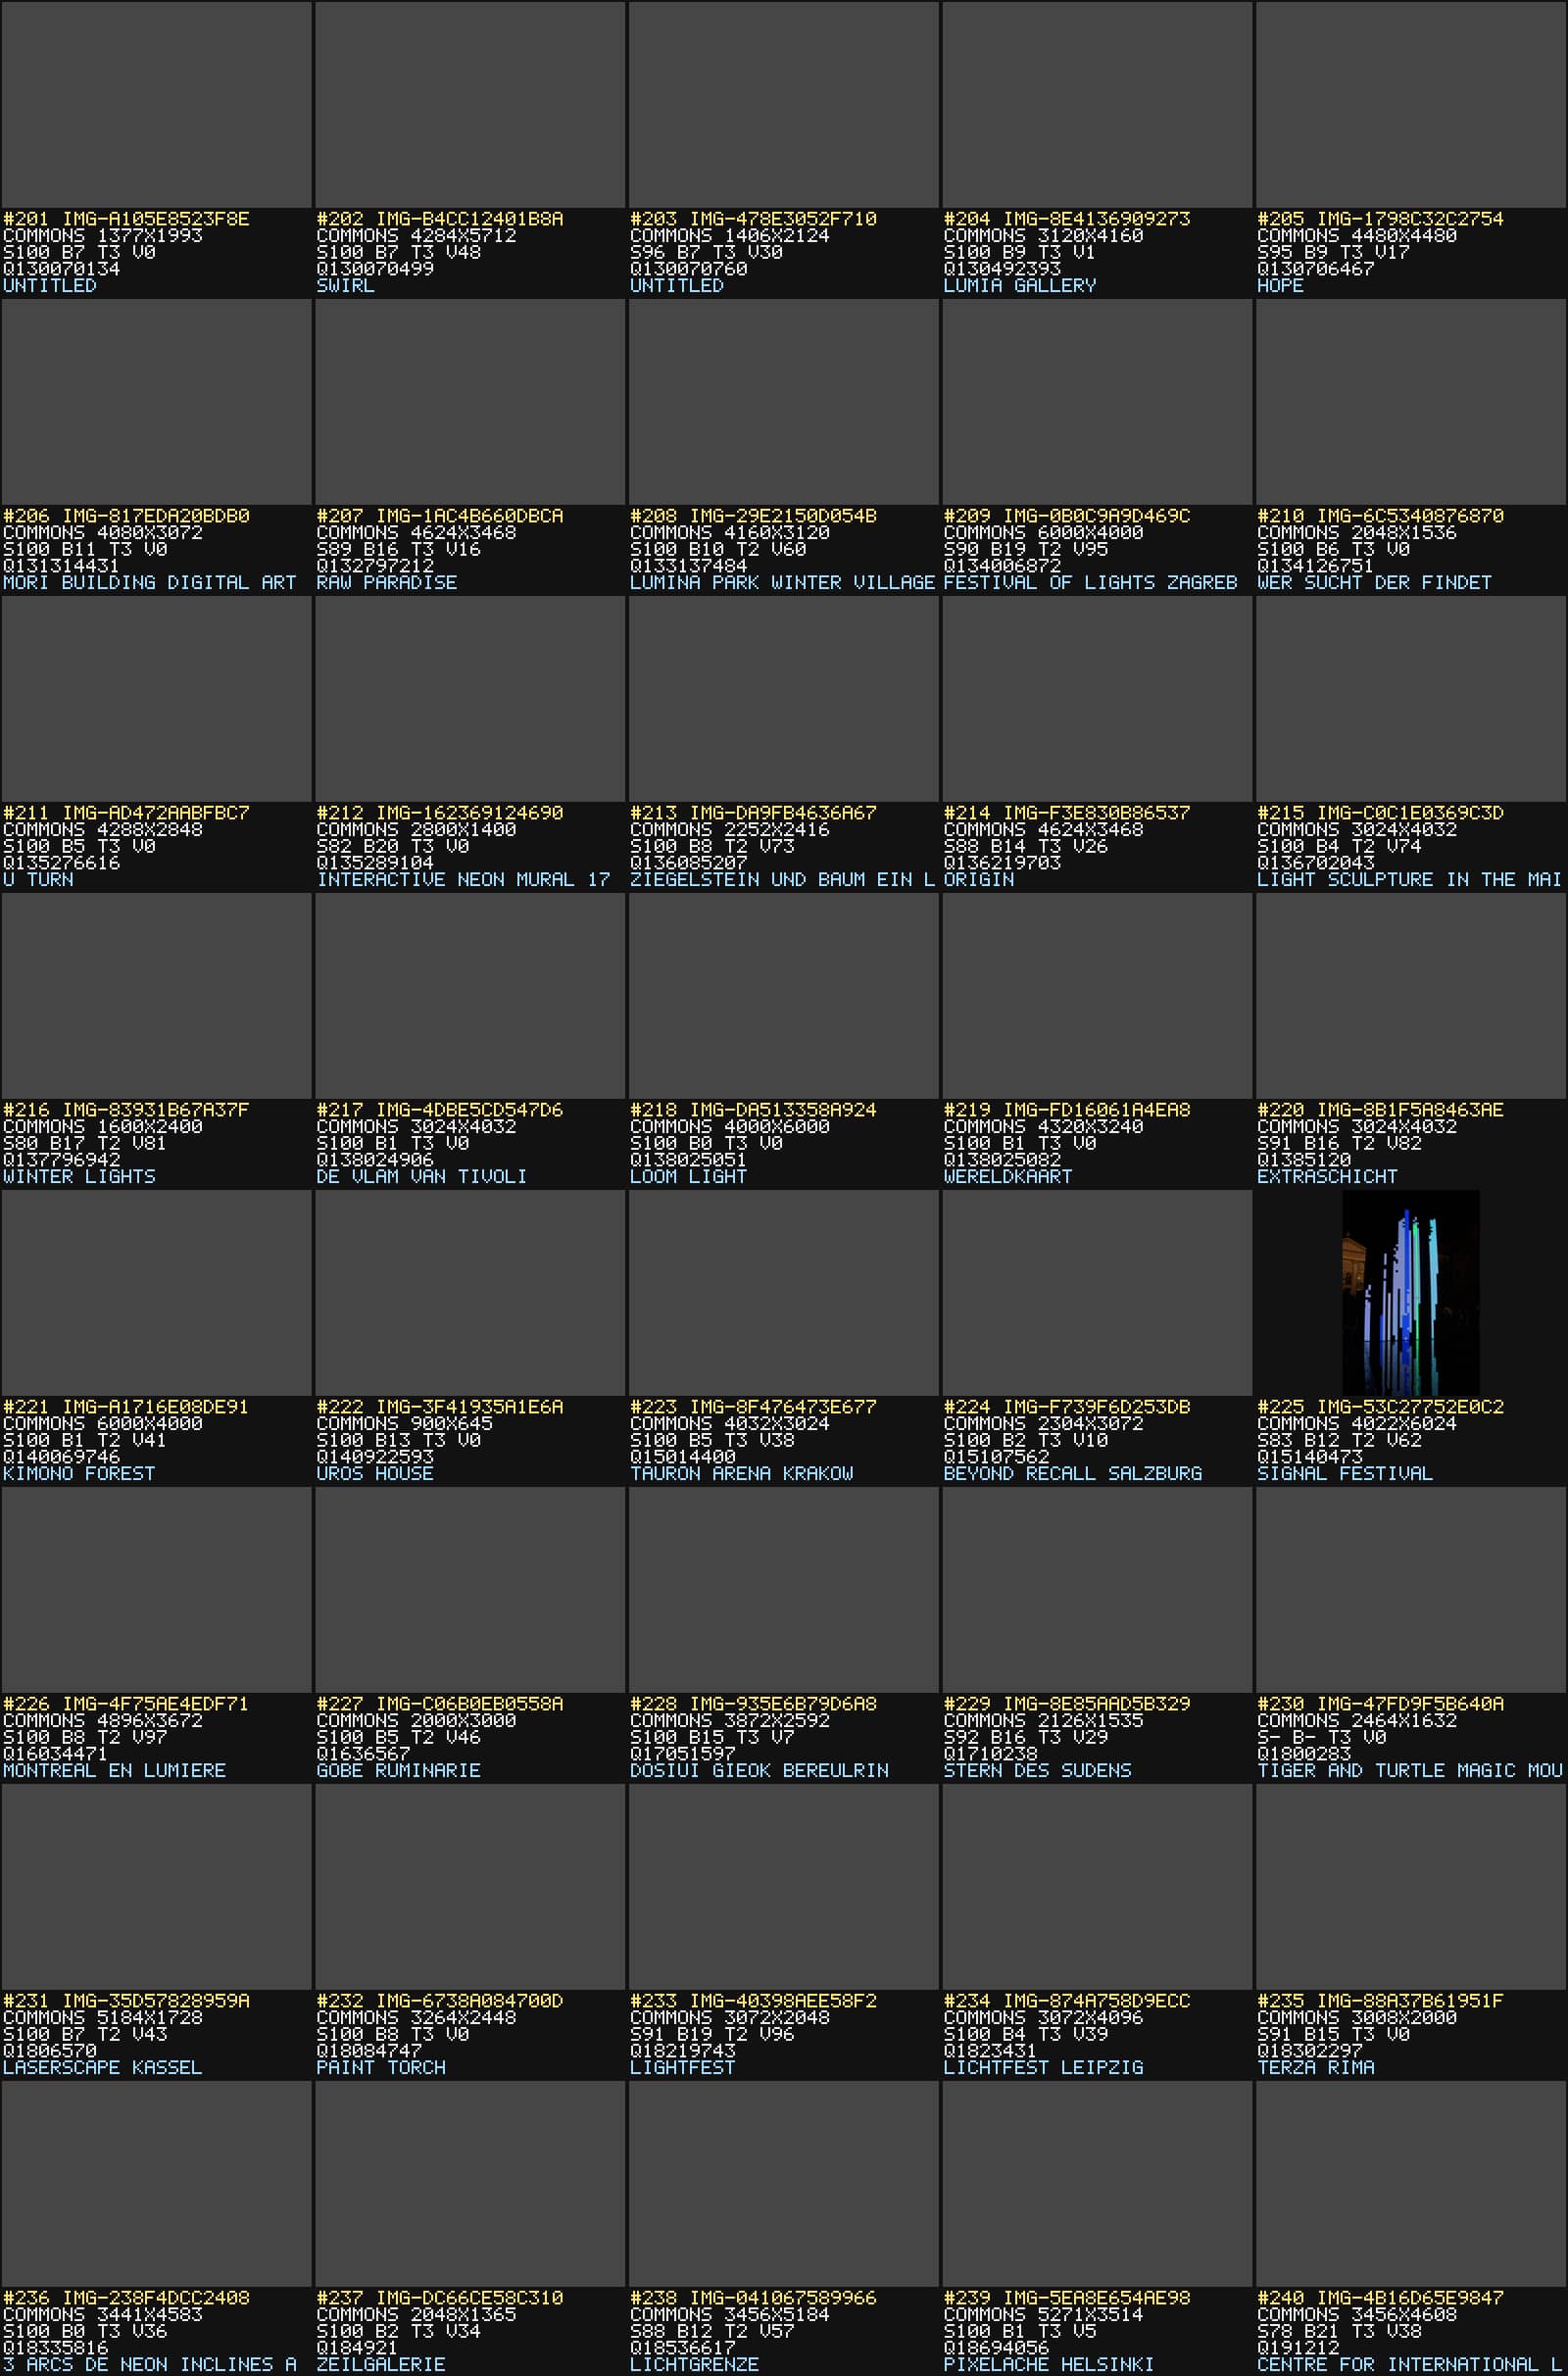 #201 IMG-A105E8523F8E
COMMONS 1377X1993
S100 B7 T3 V0
Q130070134
UNTITLED
#202 IMG-B4CC12401B8A
COMMONS 4284X5712
S100 B7 T3 V48
Q130070499
SWIRL
#203 IMG-478E3052F710
COMMONS 1406X2124
S96 B7 T3 V30
Q130070760
UNTITLED
#204 IMG-8E4136909273
COMMONS 3120X4160
S100 B9 T3 V1
Q130492393
LUMIA GALLERY
#205 IMG-1798C32C2754
COMMONS 4480X4480
S95 B9 T3 V17
Q130706467
HOPE
#206 IMG-817EDA20BDB0
COMMONS 4080X3072
S100 B11 T3 V0
Q131314431
MORI BUILDING DIGITAL ART
#207 IMG-1AC4B660DBCA
COMMONS 4624X3468
S89 B16 T3 V16
Q132797212
RAW PARADISE
#208 IMG-29E2150D054B
COMMONS 4160X3120
S100 B10 T2 V60
Q133137484
LUMINA PARK WINTER VILLAGE
#209 IMG-0B0C9A9D469C
COMMONS 6000X4000
S90 B19 T2 V95
Q134006872
FESTIVAL OF LIGHTS ZAGREB
#210 IMG-6C5340876870
COMMONS 2048X1536
S100 B6 T3 V0
Q134126751
WER SUCHT DER FINDET
#211 IMG-AD472AABFBC7
COMMONS 4288X2848
S100 B5 T3 V0
Q135276616
U TURN
#212 IMG-162369124690
COMMONS 2800X1400
S82 B20 T3 V0
Q135289104
INTERACTIVE NEON MURAL 17
#213 IMG-DA9FB4636A67
COMMONS 2252X2416
S100 B8 T2 V73
Q136085207
ZIEGELSTEIN UND BAUM EIN L
#214 IMG-F3E830B86537
COMMONS 4624X3468
S88 B14 T3 V26
Q136219703
ORIGIN
#215 IMG-C0C1E0369C3D
COMMONS 3024X4032
S100 B4 T2 V74
Q136702043
LIGHT SCULPTURE IN THE MAI
#216 IMG-83931B67A37F
COMMONS 1600X2400
S80 B17 T2 V81
Q137796942
WINTER LIGHTS
#217 IMG-4DBE5CD547D6
COMMONS 3024X4032
S100 B1 T3 V0
Q138024906
DE VLAM VAN TIVOLI
#218 IMG-DA513358A924
COMMONS 4000X6000
S100 B0 T3 V0
Q138025051
LOOM LIGHT
#219 IMG-FD16061A4EA8
COMMONS 4320X3240
S100 B1 T3 V0
Q138025082
WERELDKAART
#220 IMG-8B1F5A8463AE
COMMONS 3024X4032
S91 B16 T2 V82
Q1385120
EXTRASCHICHT
#221 IMG-A1716E08DE91
COMMONS 6000X4000
S100 B1 T2 V41
Q140069746
KIMONO FOREST
#222 IMG-3F41935A1E6A
COMMONS 900X645
S100 B13 T3 V0
Q140922593
UROS HOUSE
#223 IMG-8F476473E677
COMMONS 4032X3024
S100 B5 T3 V38
Q15014400
TAURON ARENA KRAKOW
#224 IMG-F739F6D253DB
COMMONS 2304X3072
S100 B2 T3 V10
Q15107562
BEYOND RECALL SALZBURG
#225 IMG-53C27752E0C2
COMMONS 4022X6024
S83 B12 T2 V62
Q15140473
SIGNAL FESTIVAL
#226 IMG-4F75AE4EDF71
COMMONS 4896X3672
S100 B8 T2 V97
Q16034471
MONTREAL EN LUMIERE
#227 IMG-C06B0EB0558A
COMMONS 2000X3000
S100 B5 T2 V46
Q1636567
GOBE RUMINARIE
#228 IMG-935E6B79D6A8
COMMONS 3872X2592
S100 B15 T3 V7
Q17051597
DOSIUI GIEOK BEREULRIN
#229 IMG-8E85AAD5B329
COMMONS 2126X1535
S92 B16 T3 V29
Q1710238
STERN DES SUDENS
#230 IMG-47FD9F5B640A
COMMONS 2464X1632
S- B- T3 V0
Q1800283
TIGER AND TURTLE MAGIC MOU
#231 IMG-35D57828959A
COMMONS 5184X1728
S100 B7 T2 V43
Q1806570
LASERSCAPE KASSEL
#232 IMG-6738A084700D
COMMONS 3264X2448
S100 B8 T3 V0
Q18084747
PAINT TORCH
#233 IMG-40398AEE58F2
COMMONS 3072X2048
S91 B19 T2 V96
Q18219743
LIGHTFEST
#234 IMG-874A758D9ECC
COMMONS 3072X4096
S100 B4 T3 V39
Q1823431
LICHTFEST LEIPZIG
#235 IMG-88A37B61951F
COMMONS 3008X2000
S91 B15 T3 V0
Q18302297
TERZA RIMA
#236 IMG-238F4DCC2408
COMMONS 3441X4583
S100 B0 T3 V36
Q18335816
3 ARCS DE NEON INCLINES A
#237 IMG-DC66CE58C310
COMMONS 2048X1365
S100 B2 T3 V34
Q184921
ZEILGALERIE
#238 IMG-041067589966
COMMONS 3456X5184
S88 B12 T2 V57
Q18536617
LICHTGRENZE
#239 IMG-5EA8E654AE98
COMMONS 5271X3514
S100 B1 T3 V5
Q18694056
PIXELACHE HELSINKI
#240 IMG-4B16D65E9847
COMMONS 3456X4608
S78 B21 T3 V38
Q191212
CENTRE FOR INTERNATIONAL L